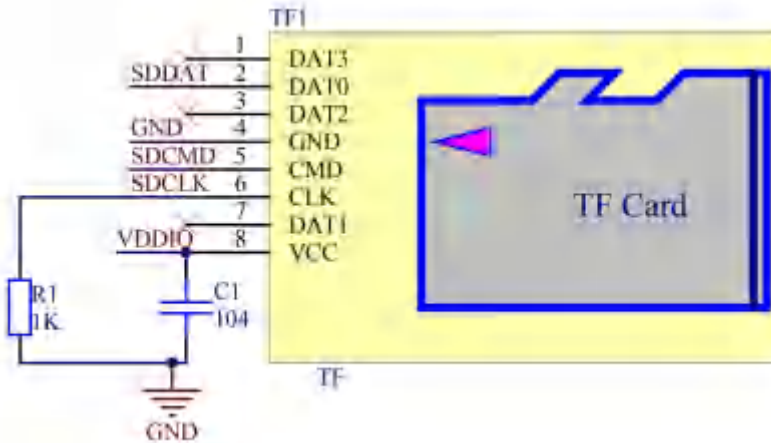 TF1
1 DAT3
SDDAT 2 DAT0
3 DAT2
GND 4 GND
SDCMD 5 CMD
SDCLK 6 CLK
7 DAT1
VDDIO 8 VCC
TF Card
R1
1K
C1
104
TF
GND